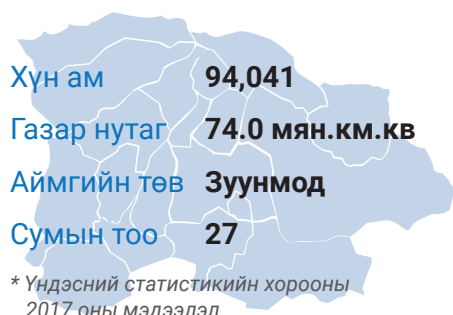 Хүн ам 94,041
Газар нутаг 74.0 мян.км.кв
Аймгийн төв Зуунмод
Сумын тоо 27
* Үндэсний статистикийн хорооны
2017 оны мэдээлэл